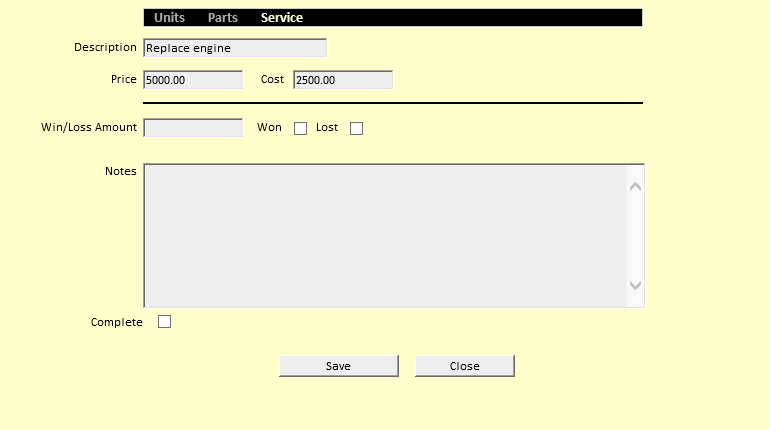 Units Parts Service
Description Replace engine
Price 5000.00 Cost 2500.00
Win/Loss Amount Won Lost
Notes
Complete
Save Close